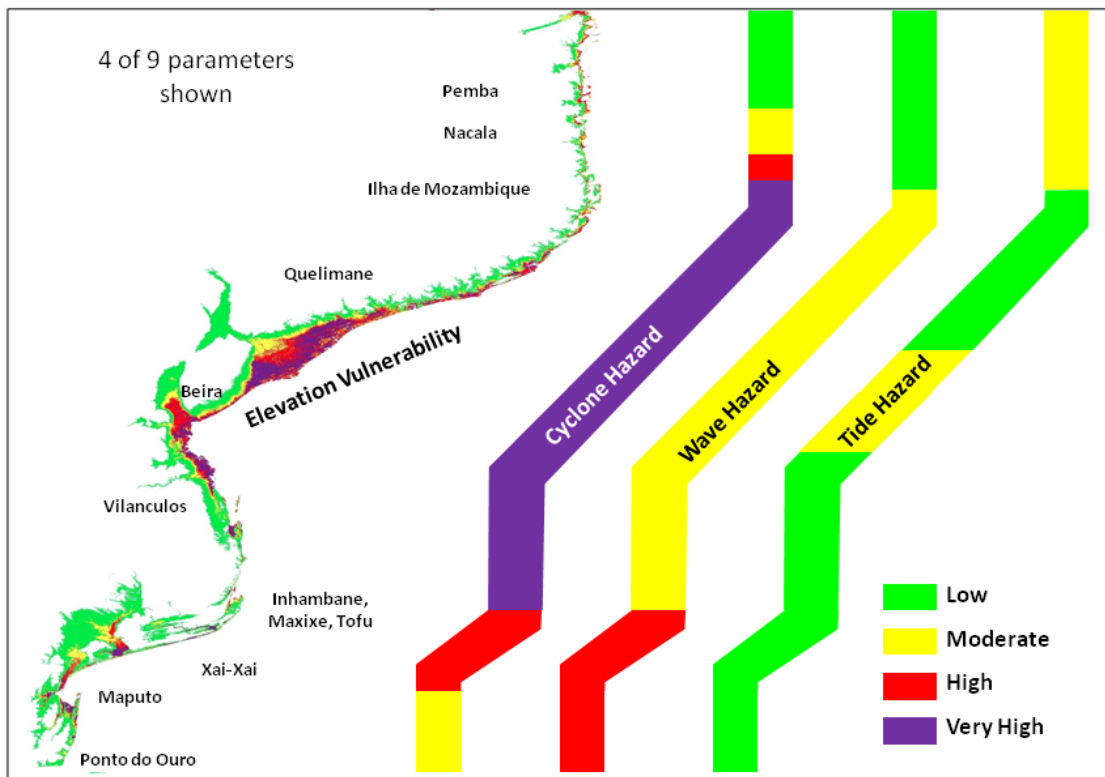 4 of 9 parameters
shown
Pemba
Nacala
Ilha de Mozambique
Quelimane
Elevation Vulnerability
Beira
Vilanculos
Inhambane,
Maxixe, Tofu
Xai-Xai
Maputo
Ponto do Ouro
Cyclone Hazard
Wave Hazard
Tide Hazard
Low
Moderate
High
Very High